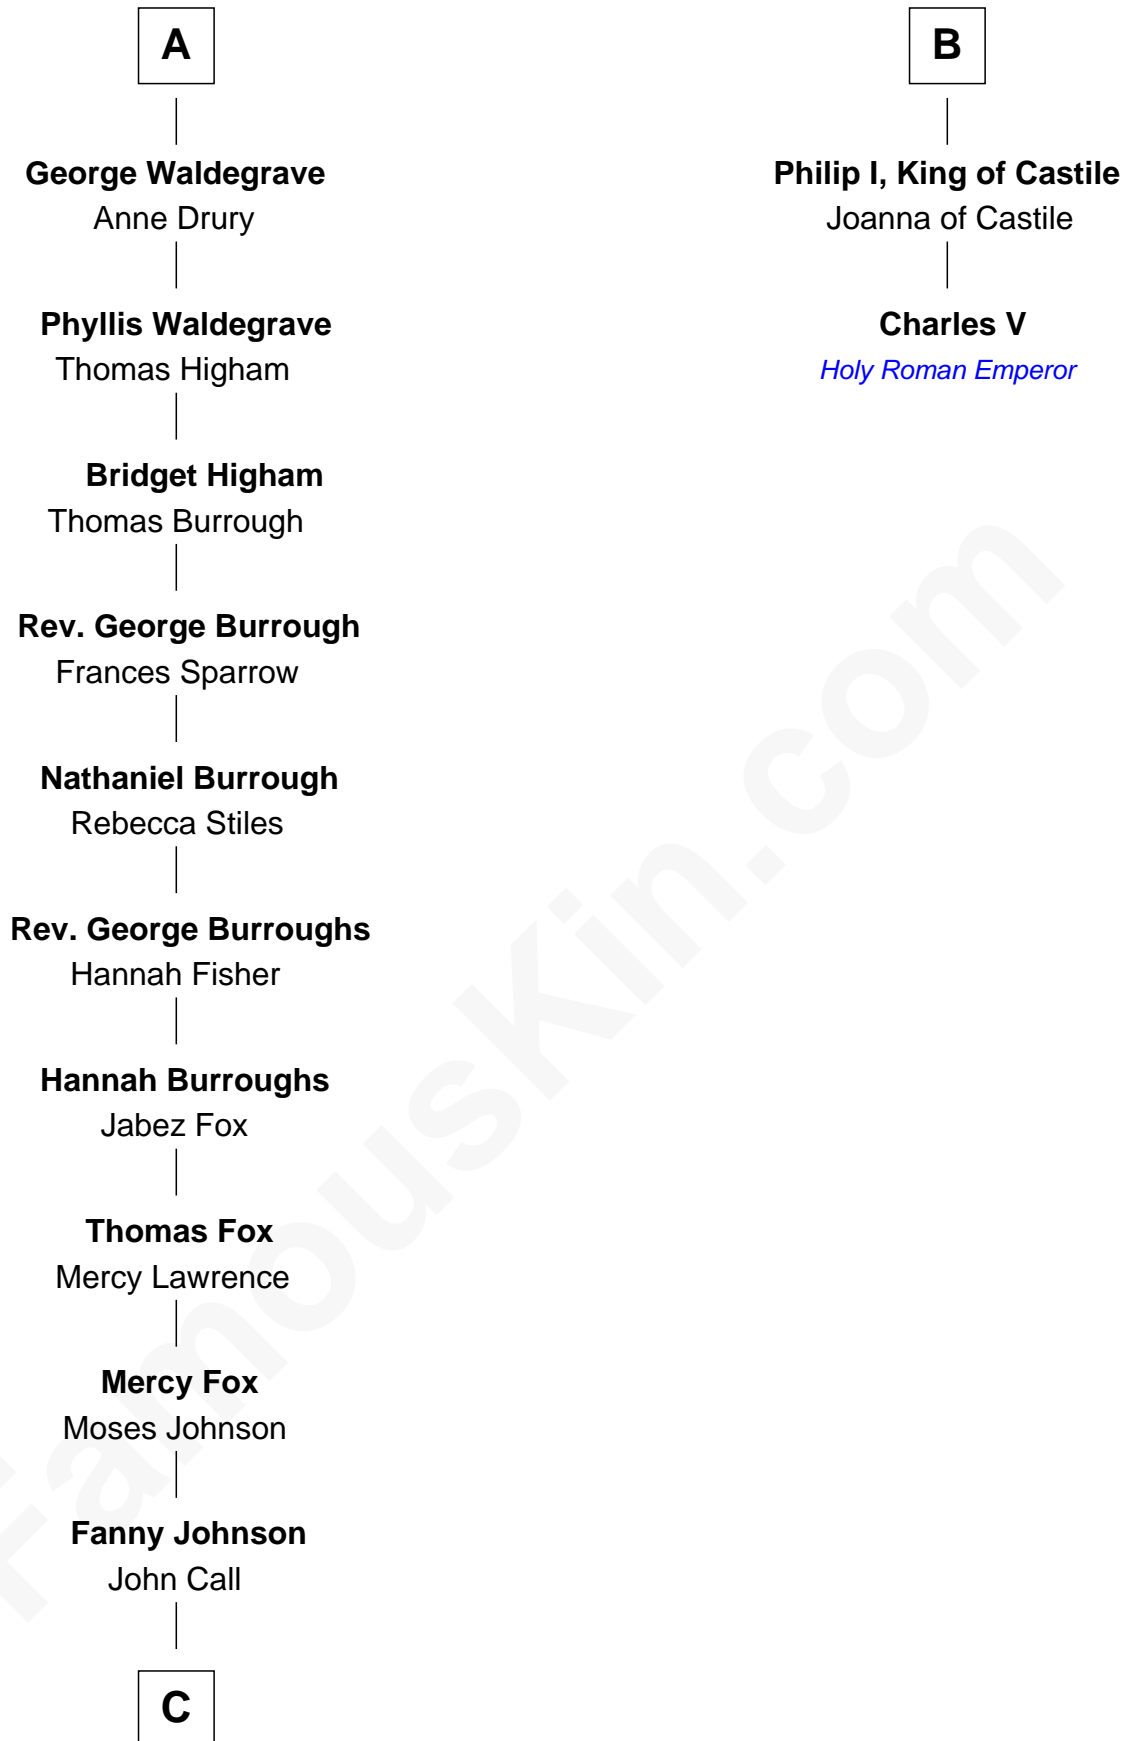 A
George Waldegrave
Anne Drury
Phyllis Waldegrave
Thomas Higham
Bridget Higham
Thomas Burrough
Rev. George Burrough
Frances Sparrow
Nathaniel Burrough
Rebecca Stiles
Rev. George Burroughs
Hannah Fisher
Hannah Burroughs
Jabez Fox
Thomas Fox
Mercy Lawrence
Mercy Fox
Moses Johnson
Fanny Johnson
John Call
C
B
Philip I, King of Castile
Joanna of Castile
Charles V
Holy Roman Emperor
FamousKin.com